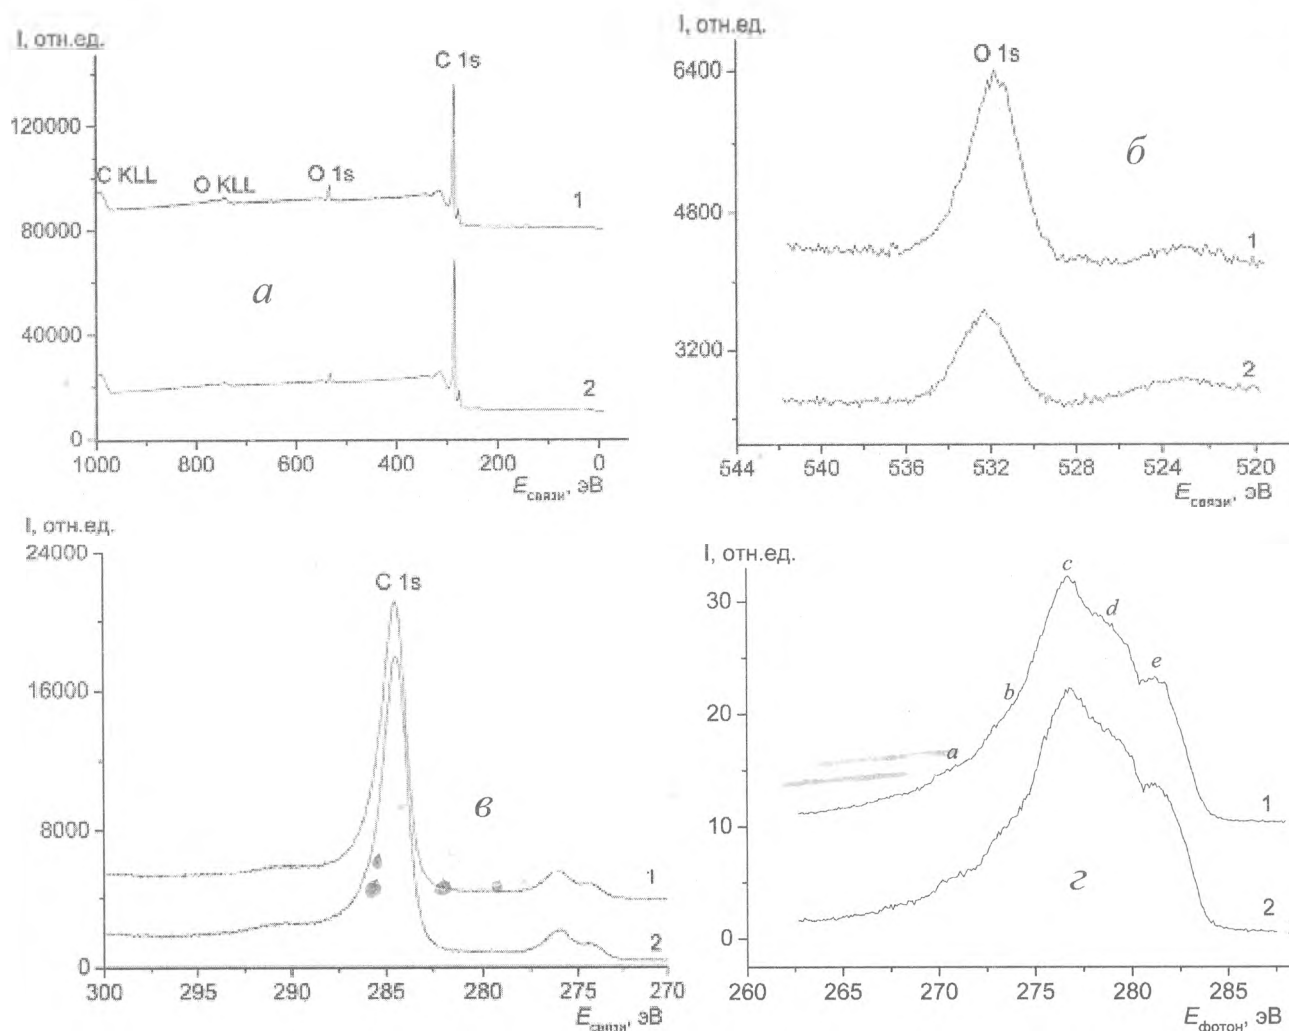 I, отн.ед.
C 1s
120000
C KLL
O KLL
O 1s
1
80000
а
40000
2
0
1000 800 600 400 200 0
Eсвязи, эВ
I, отн.ед.
O 1s
6400
б
4800
1
3200
2
544 540 536 532 528 524 520
Eсвязи, эВ
I, отн.ед.
24000
C 1s
16000
в
8000
1
2
0
300 295 290 285 280 275 270
Eсвязи, эВ
I, отн.ед.
c
30
d
e
b
20
a
1
10
г
2
0
260 265 270 275 280 285
Eфотон, эВ